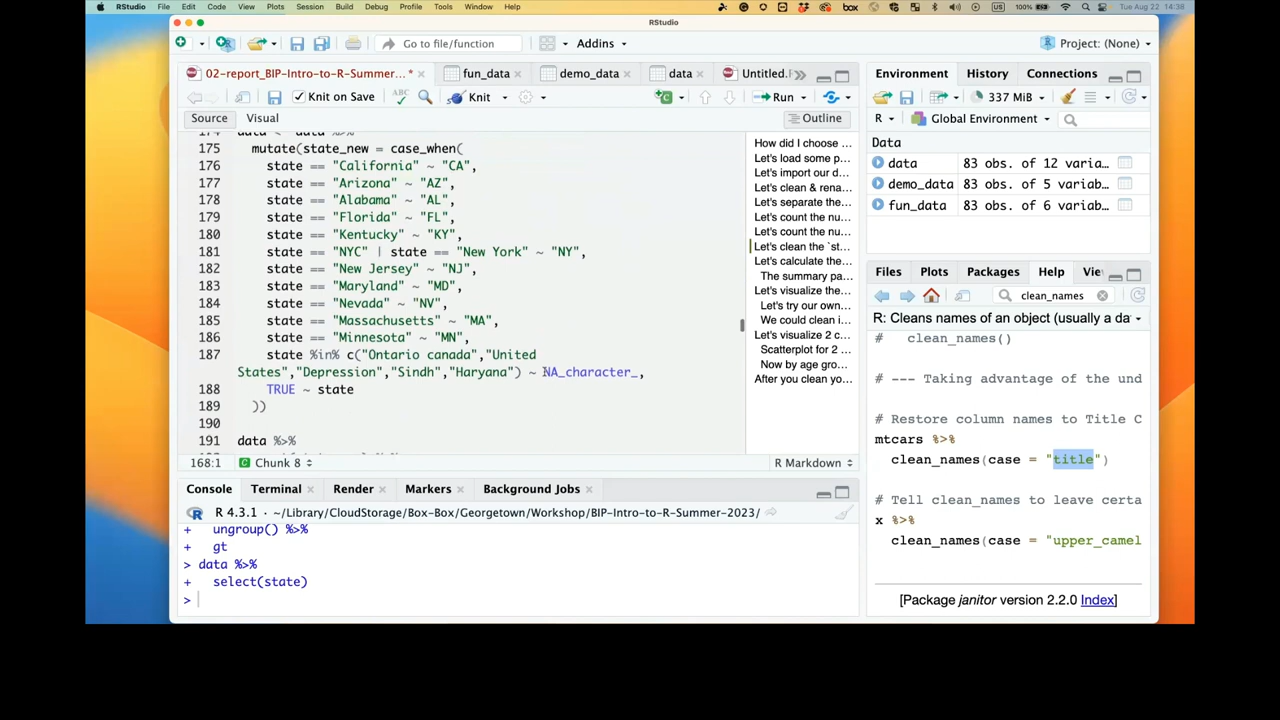 RStudio File Edit Code View Plots Session Build Debug Profile Tools Window Help box US 100% Tue Aug 22 14:38
RStudio
Go to file/function Addins Project: (None)
02-report_BIP-Intro-to-R-Summer... * fun_data demo_data data Untitled.
Knit on Save ABC Knit Run
Source Visual Outline
174 data data %>%
175 mutate(state_new = case_when(
176 state == "California" ~ "CA",
177 state == "Arizona" ~ "AZ",
178 state == "Alabama" ~ "AL",
179 state == "Florida" ~ "FL",
180 state == "Kentucky" ~ "KY",
181 state == "NYC" | state == "New York" ~ "NY",
182 state == "New Jersey" ~ "NJ",
183 state == "Maryland" ~ "MD",
184 state == "Nevada" ~ "NV",
185 state == "Massachusetts" ~ "MA",
186 state == "Minnesota" ~ "MN",
187 state %in% c("Ontario canada","United
States","Depression","Sindh","Haryana") ~ NA_character_,
188 TRUE ~ state
189 ))
190
191 data %>%
168:1 Chunk 8 R Markdown
How did I choose ...
Let's load some p...
Let's import our d...
Let's clean & rena...
Let's separate the...
Let's count the nu...
Let's count the nu...
Let's clean the `st...
Let's calculate the...
The summary pa...
Let's visualize the...
Let's try our own...
We could clean i...
Let's visualize 2 c...
Scatterplot for 2 ...
Now by age gro...
After you clean yo...
Console Terminal Render Markers Background Jobs
R 4.3.1 · ~/Library/CloudStorage/Box-Box/Georgetown/Workshop/BIP-Intro-to-R-Summer-2023/
+ ungroup() %>%
+ gt
> data %>%
+ select(state)
>
Environment History Connections
337 MiB
R Global Environment
Data
data 83 obs. of 12 varia...
demo_data 83 obs. of 5 variab...
fun_data 83 obs. of 6 variab...
Files Plots Packages Help Vie
clean_names
R: Cleans names of an object (usually a da
# clean_names()
# --- Taking advantage of the und
# Restore column names to Title C
mtcars %>%
clean_names(case = "title")
# Tell clean_names to leave certa
x %>%
clean_names(case = "upper_camel
[Package janitor version 2.2.0 Index]